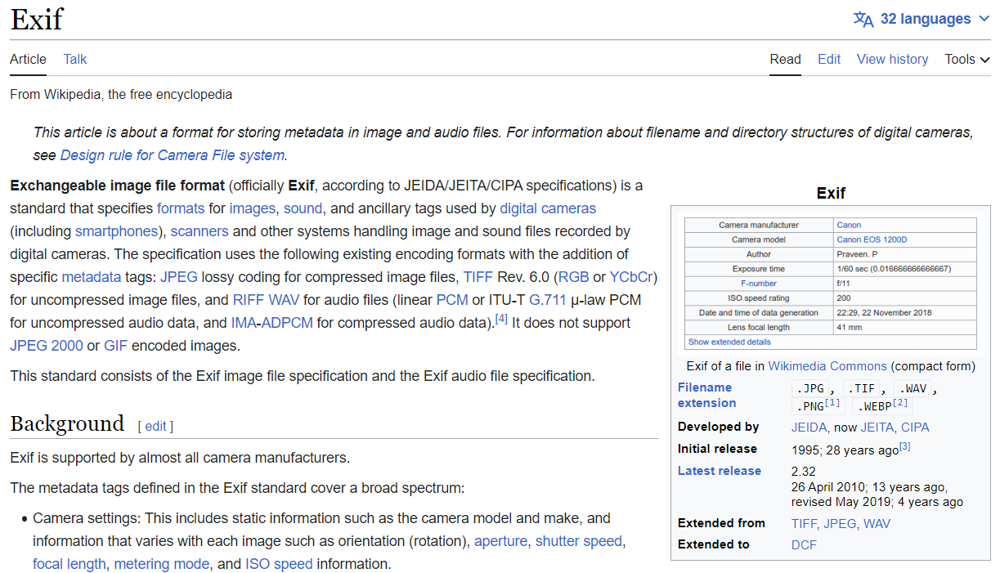 Exif
32 languages
Article Talk
Read Edit View history Tools
From Wikipedia, the free encyclopedia
This article is about a format for storing metadata in image and audio files. For information about filename and directory structures of digital cameras,
see Design rule for Camera File system.
Exchangeable image file format (officially Exif, according to JEIDA/JEITA/CIPA specifications) is a
standard that specifies formats for images, sound, and ancillary tags used by digital cameras
(including smartphones), scanners and other systems handling image and sound files recorded by
digital cameras. The specification uses the following existing encoding formats with the addition of
specific metadata tags: JPEG lossy coding for compressed image files, TIFF Rev. 6.0 (RGB or YCbCr)
for uncompressed image files, and RIFF WAV for audio files (linear PCM or ITU-T G.711 μ-law PCM
for uncompressed audio data, and IMA-ADPCM for compressed audio data).[4] It does not support
JPEG 2000 or GIF encoded images.
This standard consists of the Exif image file specification and the Exif audio file specification.
Background [ edit ]
Exif is supported by almost all camera manufacturers.
The metadata tags defined in the Exif standard cover a broad spectrum:
• Camera settings: This includes static information such as the camera model and make, and
information that varies with each image such as orientation (rotation), aperture, shutter speed,
focal length, metering mode, and ISO speed information.
Exif
Camera manufacturer Canon
Camera model Canon EOS 1200D
Author Praveen. P
Exposure time 1/60 sec (0.016666666666667)
F-number f/11
ISO speed rating 200
Date and time of data generation 22:29, 22 November 2018
Lens focal length 41 mm
Show extended details
Exif of a file in Wikimedia Commons (compact form)
Filename .JPG, .TIF, .WAV,
extension .PNG[1] .WEBP[2]
Developed by JEIDA, now JEITA, CIPA
Initial release 1995; 28 years ago[3]
Latest release 2.32
26 April 2010; 13 years ago,
revised May 2019; 4 years ago
Extended from TIFF, JPEG, WAV
Extended to DCF